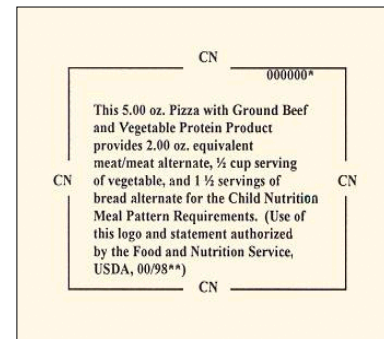 CN
000000*
This 5.00 oz. Pizza with Ground Beef
and Vegetable Protein Product
provides 2.00 oz. equivalent
meat/meat alternate, ½ cup serving
CN of vegetable, and 1 ½ servings of CN
bread alternate for the Child Nutrition
Meal Pattern Requirements. (Use of
this logo and statement authorized
by the Food and Nutrition Service,
USDA, 00/98**)
CN